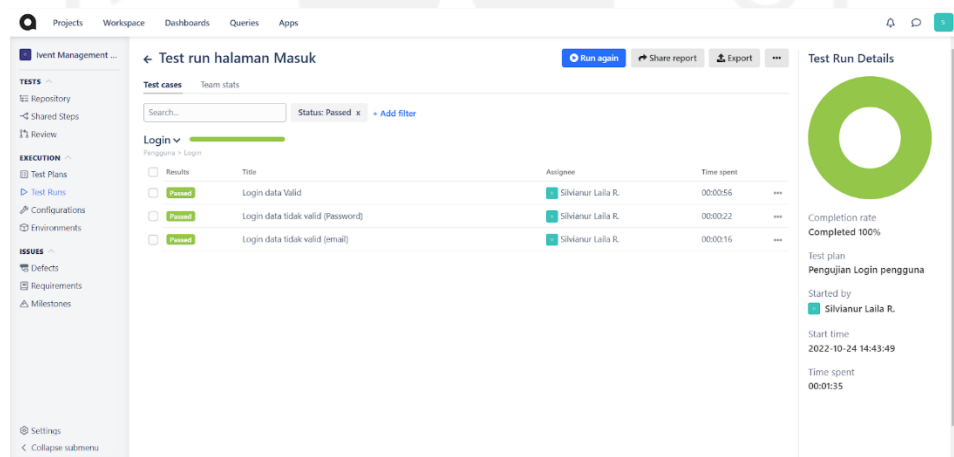 Projects Workspace Dashboards Queries Apps
S
Ivent Management ...
TESTS
Repository
Shared Steps
Review
EXECUTION
Test Plans
Test Runs
Configurations
Environments
ISSUES
Defects
Requirements
Milestones
Settings
Collapse submenu
← Test run halaman Masuk
Run again Share report Export ...
Test cases Team stats
Search... Status: Passed x + Add filter
Login
Pengguna > Login
Results Title Assignee Time spent
Passed Login data Valid Silvianur Laila R. 00:00:56 ...
Passed Login data tidak valid (Password) Silvianur Laila R. 00:00:22 ...
Passed Login data tidak valid (email) Silvianur Laila R. 00:00:16 ...
Test Run Details
Completion rate
Completed 100%
Test plan
Pengujian Login pengguna
Started by
Silvianur Laila R.
Start time
2022-10-24 14:43:49
Time spent
00:01:35